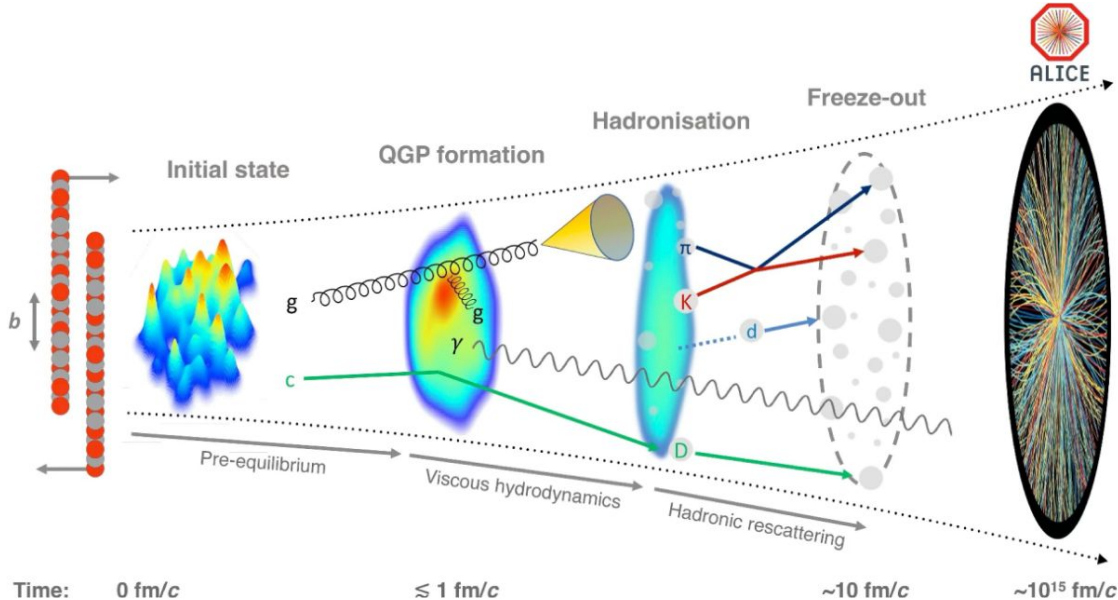 ALICE
Freeze-out
Hadronisation
QGP formation
Initial state
π
g
K
g
b
d
γ
c
D
Pre-equilibrium
Viscous hydrodynamics
Hadronic rescattering
Time: 0 fm/c ≲ 1 fm/c ~10 fm/c ~10¹⁵ fm/c